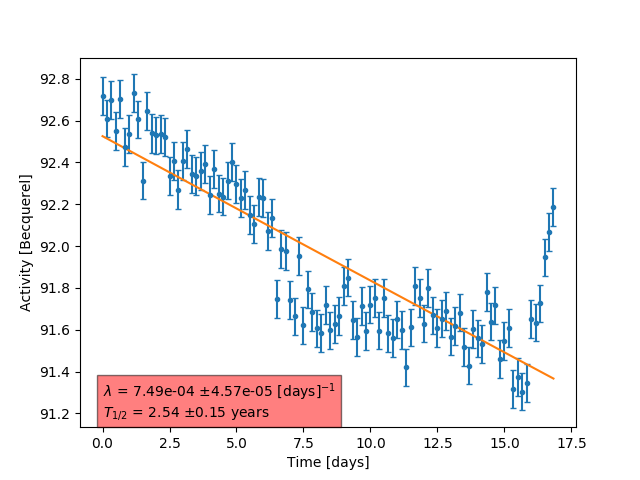 92.8
92.6
92.4
92.2
92.0
91.8
91.6
91.4
91.2
Activity [Becquerel]
λ = 7.49e-04 ±4.57e-05 [days]⁻¹
T₁/₂ = 2.54 ±0.15 years
0.0 2.5 5.0 7.5 10.0 12.5 15.0 17.5
Time [days]